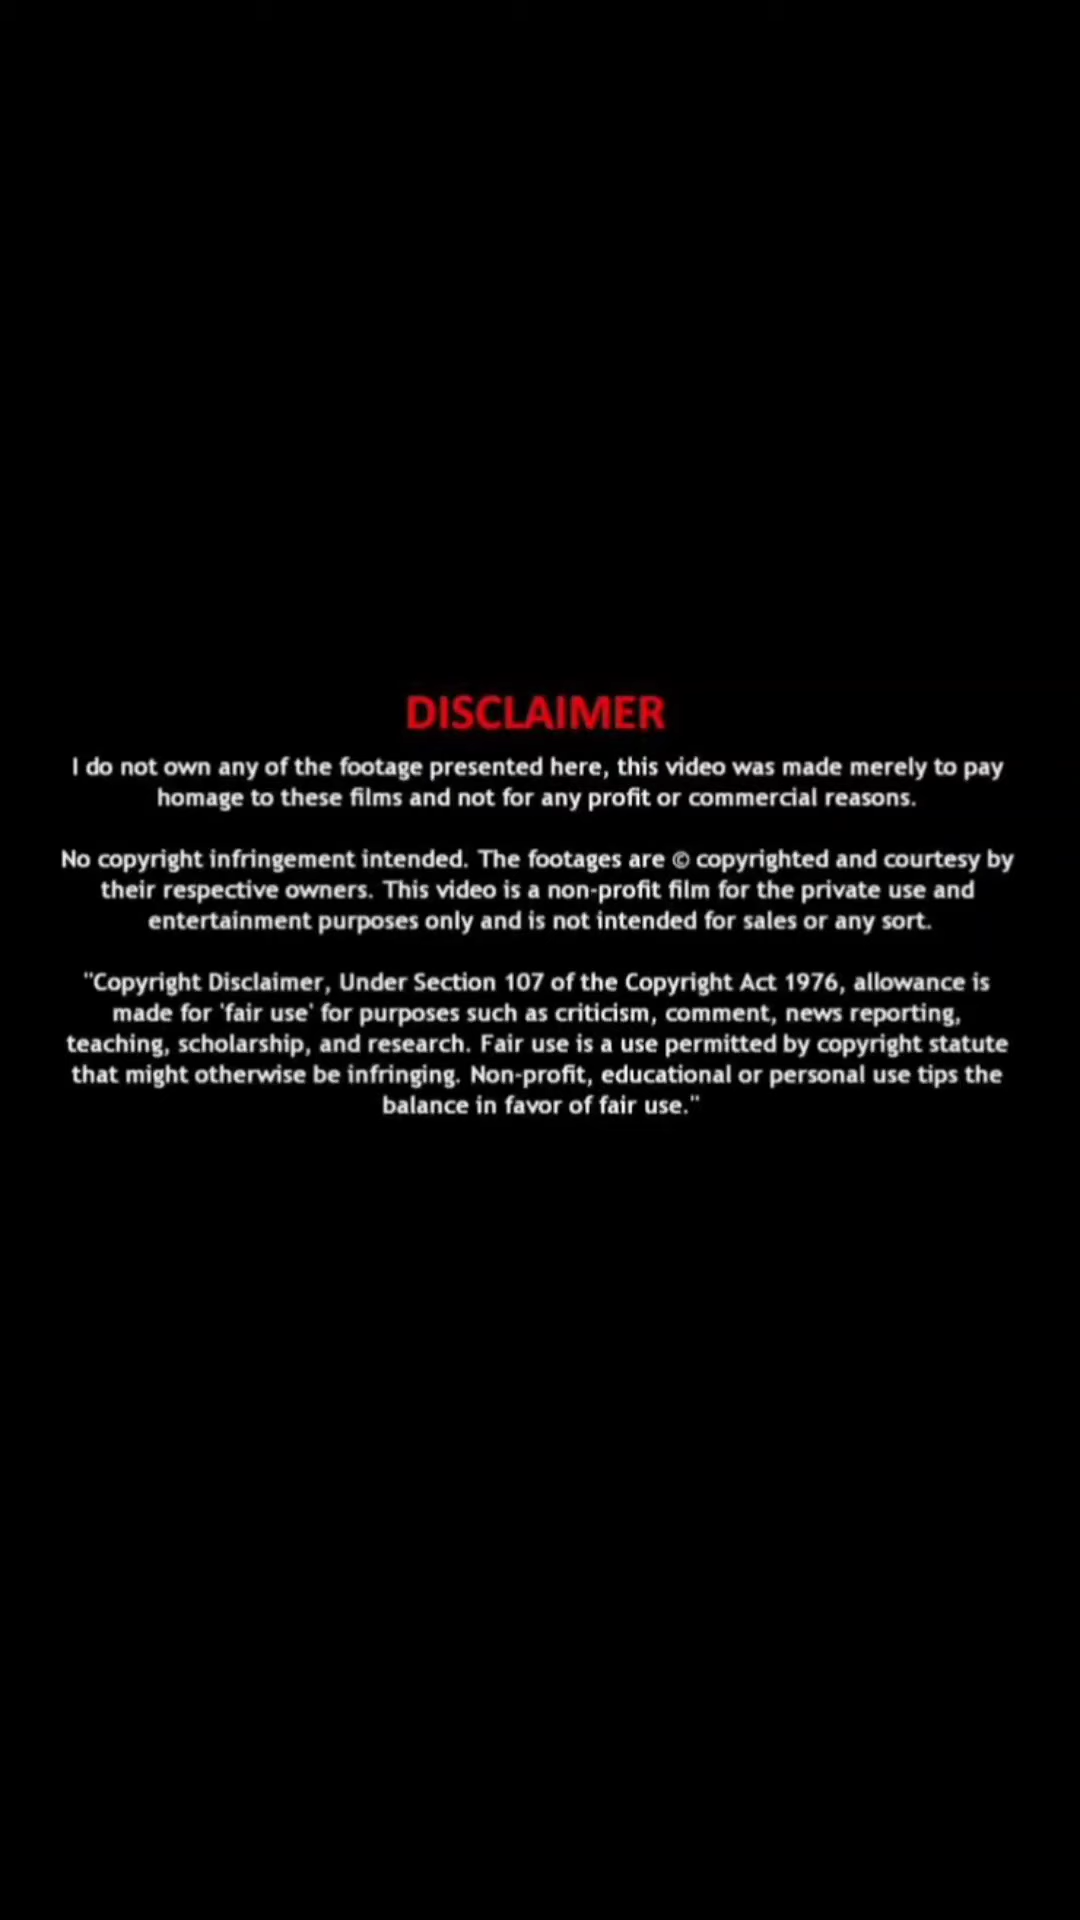 DISCLAIMER
I do not own any of the footage presented here, this video was made merely to pay
homage to these films and not for any profit or commercial reasons.
No copyright infringement intended. The footages are © copyrighted and courtesy by
their respective owners. This video is a non-profit film for the private use and
entertainment purposes only and is not intended for sales or any sort.
"Copyright Disclaimer, Under Section 107 of the Copyright Act 1976, allowance is
made for 'fair use' for purposes such as criticism, comment, news reporting,
teaching, scholarship, and research. Fair use is a use permitted by copyright statute
that might otherwise be infringing. Non-profit, educational or personal use tips the
balance in favor of fair use."